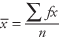 x̄ = ∑fx / n